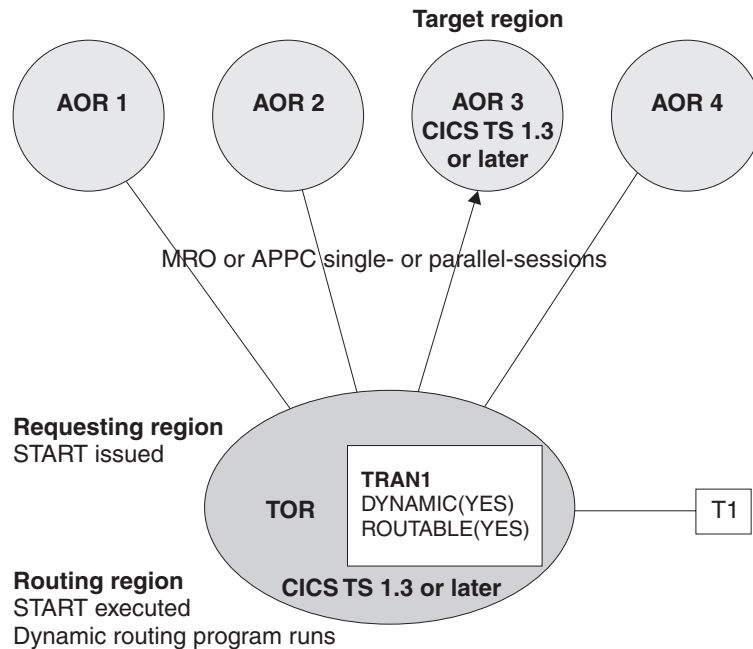 Target region
AOR 1
AOR 2
AOR 3
CICS TS 1.3
or later
AOR 4
MRO or APPC single- or parallel-sessions
Requesting region
START issued
TOR
TRAN1
DYNAMIC(YES)
ROUTABLE(YES)
T1
CICS TS 1.3 or later
Routing region
START executed
Dynamic routing program runs